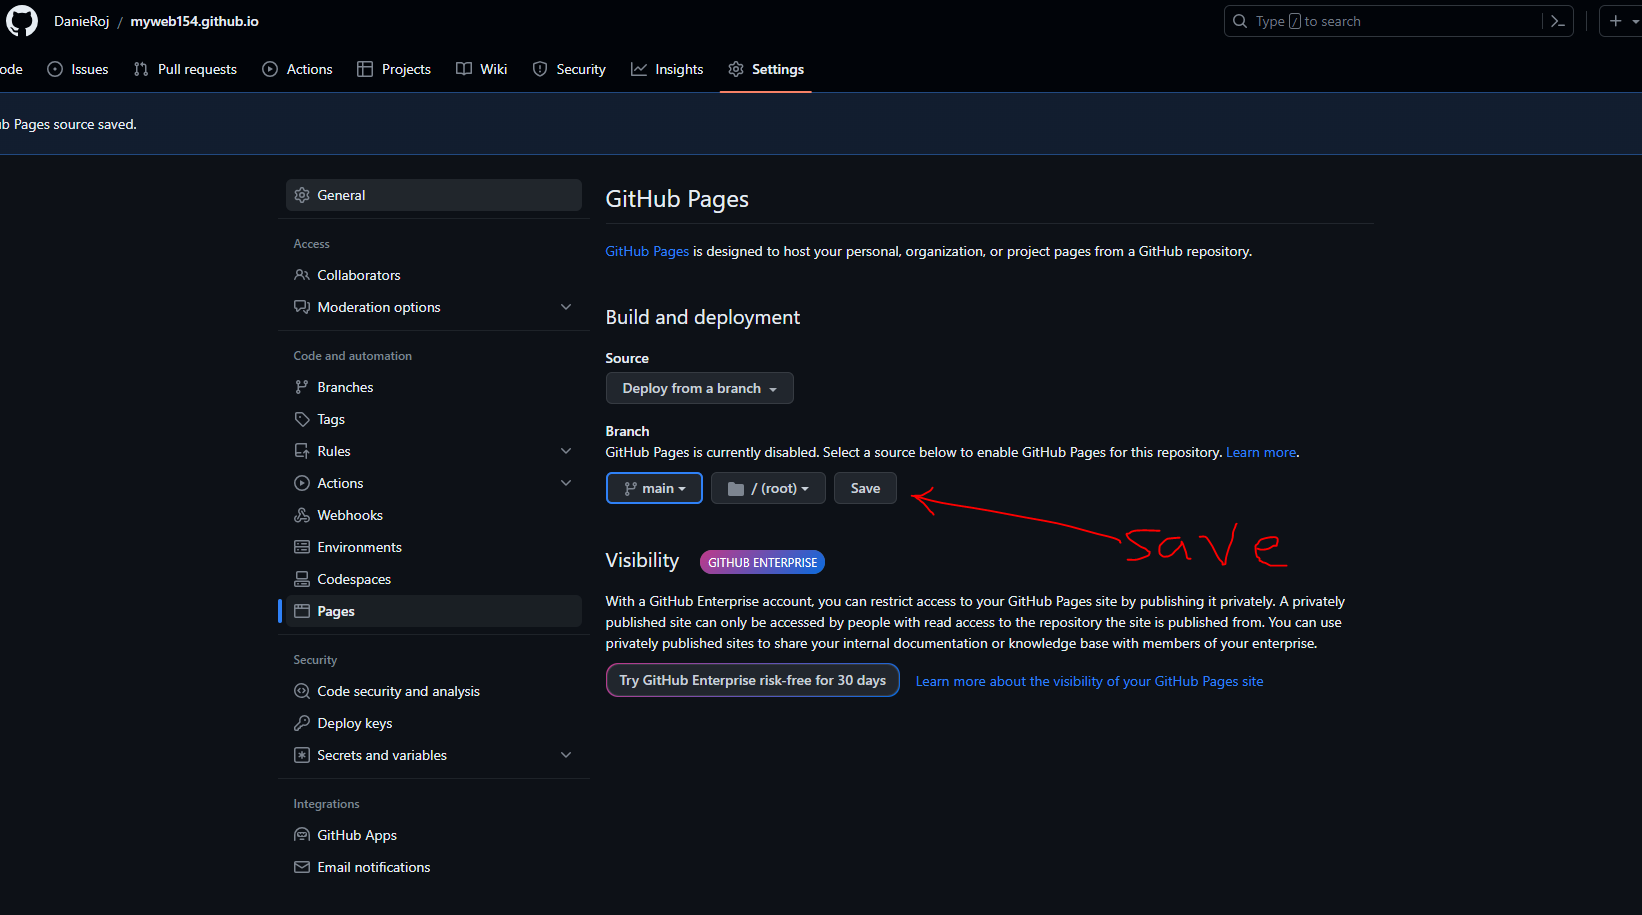 DanieRoj / myweb154.github.io
Type / to search
ode Issues Pull requests Actions Projects Wiki Security Insights Settings
b Pages source saved.
General
Access
Collaborators
Moderation options
Code and automation
Branches
Tags
Rules
Actions
Webhooks
Environments
Codespaces
Pages
Security
Code security and analysis
Deploy keys
Secrets and variables
Integrations
GitHub Apps
Email notifications
GitHub Pages
GitHub Pages is designed to host your personal, organization, or project pages from a GitHub repository.
Build and deployment
Source
Deploy from a branch
Branch
GitHub Pages is currently disabled. Select a source below to enable GitHub Pages for this repository. Learn more.
main / (root) Save
save
Visibility GITHUB ENTERPRISE
With a GitHub Enterprise account, you can restrict access to your GitHub Pages site by publishing it privately. A privately
published site can only be accessed by people with read access to the repository the site is published from. You can use
privately published sites to share your internal documentation or knowledge base with members of your enterprise.
Try GitHub Enterprise risk-free for 30 days Learn more about the visibility of your GitHub Pages site